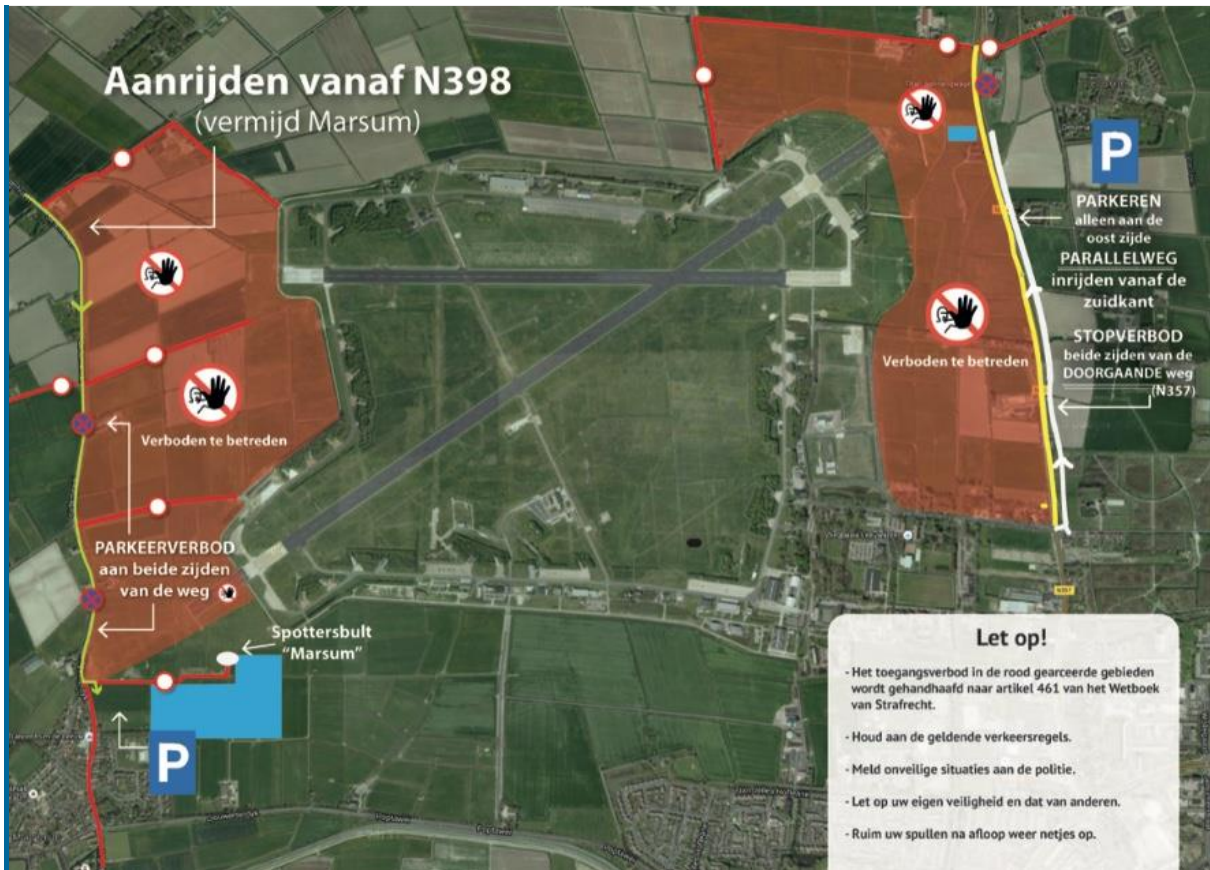 Aanrijden vanaf N398
(vermijd Marsum)
P
PARKEREN
alleen aan de
oost zijde
PARALLELWEG
inrijden vanaf de
zuidkant
STOPVERBOD
beide zijden van de
DOORGAANDE weg
(N357)
Verboden te betreden
Verboden te betreden
PARKEERVERBOD
aan beide zijden
van de weg
Spottersbult
"Marsum"
P
N357
Let op!
- Het toegangsverbod in de rood gearceerde gebieden
wordt gehandhaafd naar artikel 461 van het Wetboek
van Strafrecht.
- Houd aan de geldende verkeersregels.
- Meld onveilige situaties aan de politie.
- Let op uw eigen veiligheid en dat van anderen.
- Ruim uw spullen na afloop weer netjes op.